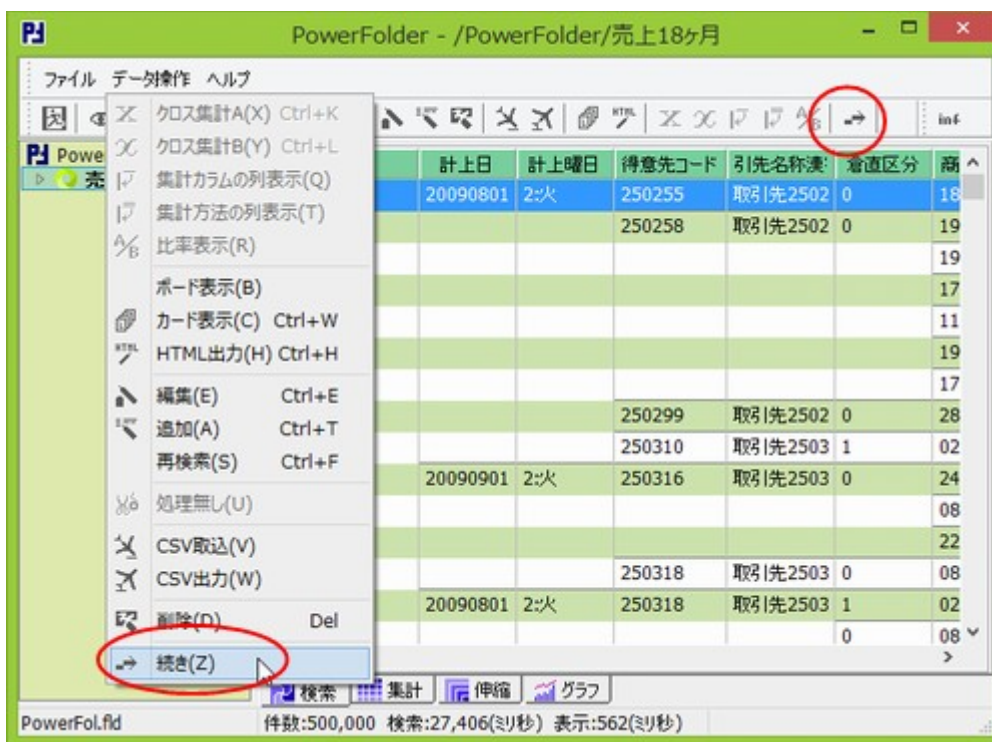 PowerFolder - /PowerFolder/売上18ケ月
ファイル データ操作 ヘルプ
HTML A/B inf
クロス集計A(X) Ctrl+K
クロス集計B(Y) Ctrl+L
集計カラムの列表示(Q)
集計方法の列表示(T)
A/B 比率表示(R)
ボード表示(B)
カード表示(C) Ctrl+W
HTML HTML出力(H) Ctrl+H
編集(E) Ctrl+E
追加(A) Ctrl+T
再検索(S) Ctrl+F
処理無し(U)
CSV取込(V)
CSV出力(W)
削除(D) Del
続き(Z)
Powe
売
計上日 計上曜日 得意先コード 引先名称漢 倉直区分 商
20090801 2:火 250255 取引先2502 0 18
250258 取引先2502 0 19
19
17
11
19
17
250299 取引先2502 0 28
250310 取引先2503 1 02
20090901 2:火 250316 取引先2503 0 24
08
22
250318 取引先2503 0 08
20090801 2:火 250318 取引先2503 1 02
0 08
検索 集計 伸縮 グラフ
PowerFol.fld 件数:500,000 検索:27,406(ミリ秒) 表示:562(ミリ秒)